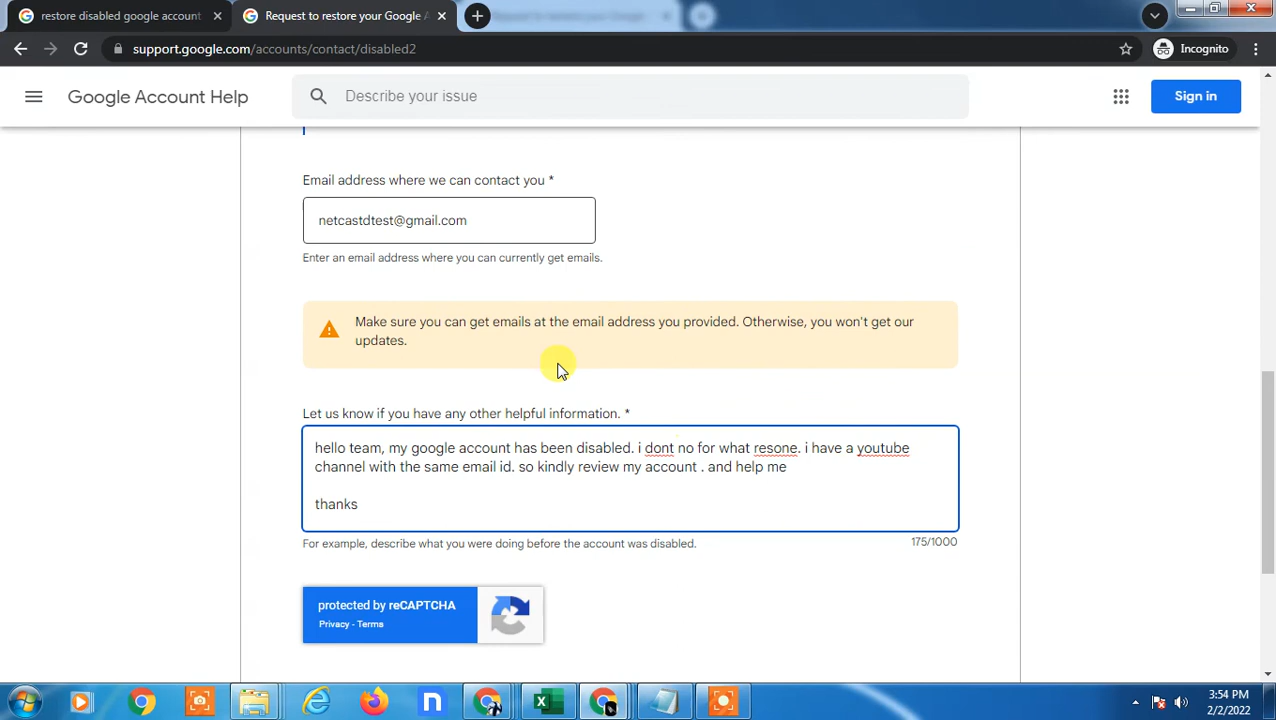 restore disabled google account
Request to restore your Google A
support.google.com/accounts/contact/disabled2
Incognito
Google Account Help
Describe your issue
Sign in
Email address where we can contact you *
netcastdtest@gmail.com
Enter an email address where you can currently get emails.
Make sure you can get emails at the email address you provided. Otherwise, you won't get our
updates.
Let us know if you have any other helpful information. *
hello team, my google account has been disabled. i dont no for what resone. i have a youtube
channel with the same email id. so kindly review my account . and help me
thanks
For example, describe what you were doing before the account was disabled.
175/1000
protected by reCAPTCHA
Privacy - Terms
3:54 PM
2/2/2022